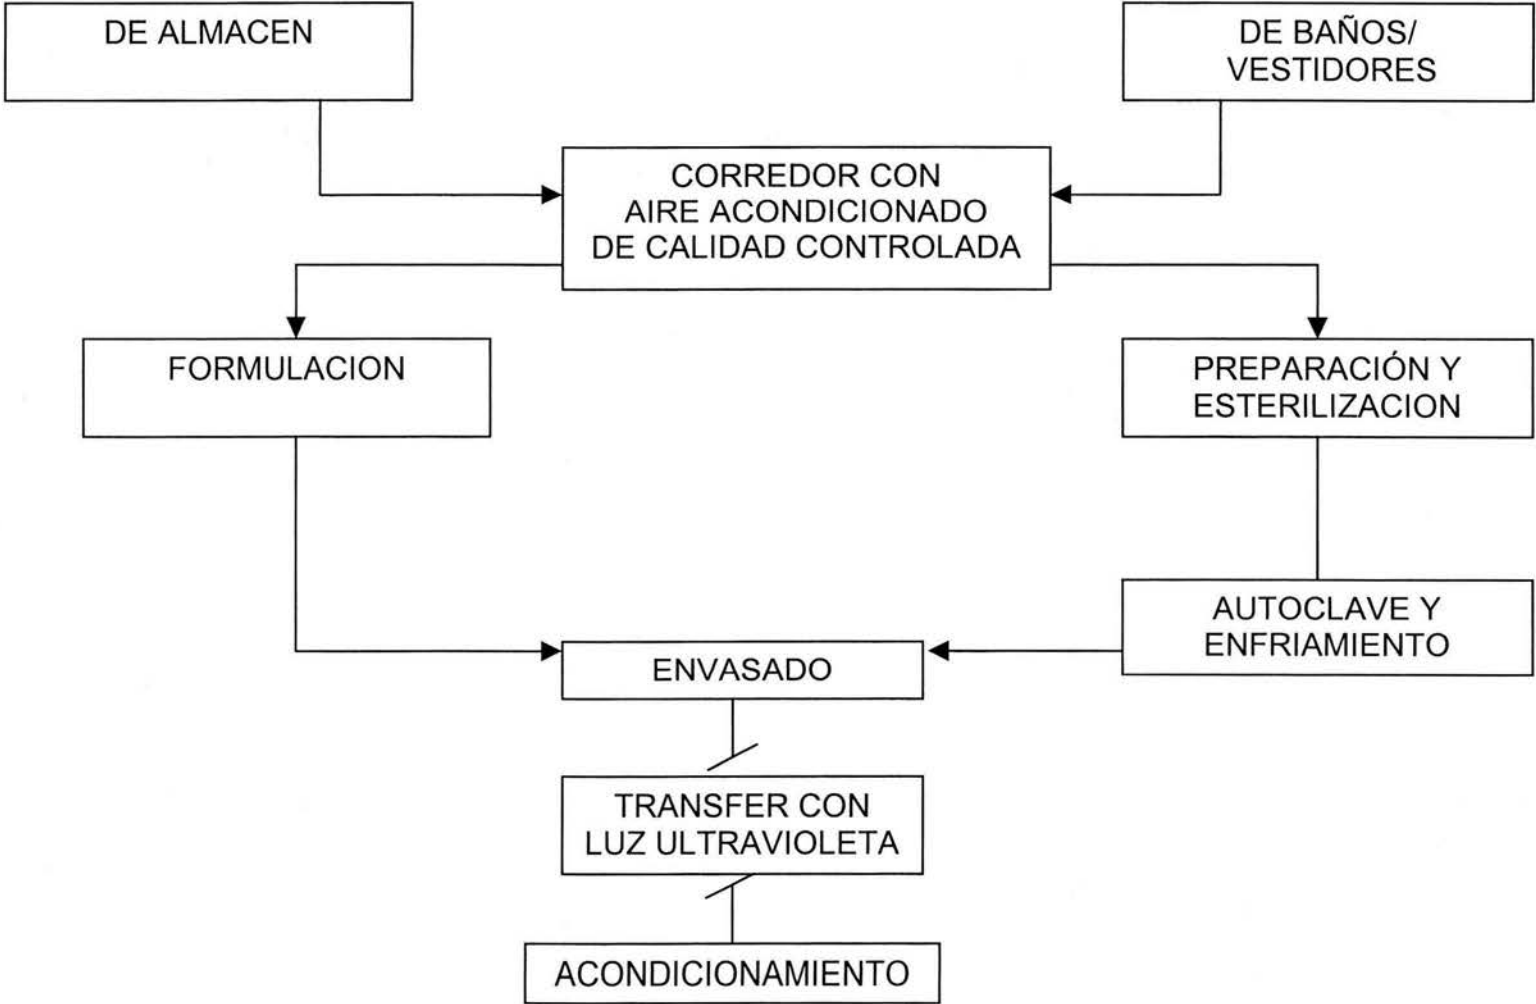 DE ALMACEN
DE BAÑOS/
VESTIDORES
CORREDOR CON
AIRE ACONDICIONADO
DE CALIDAD CONTROLADA
FORMULACION
PREPARACIÓN Y
ESTERILIZACION
AUTOCLAVE Y
ENFRIAMIENTO
ENVASADO
TRANSFER CON
LUZ ULTRAVIOLETA
ACONDICIONAMIENTO